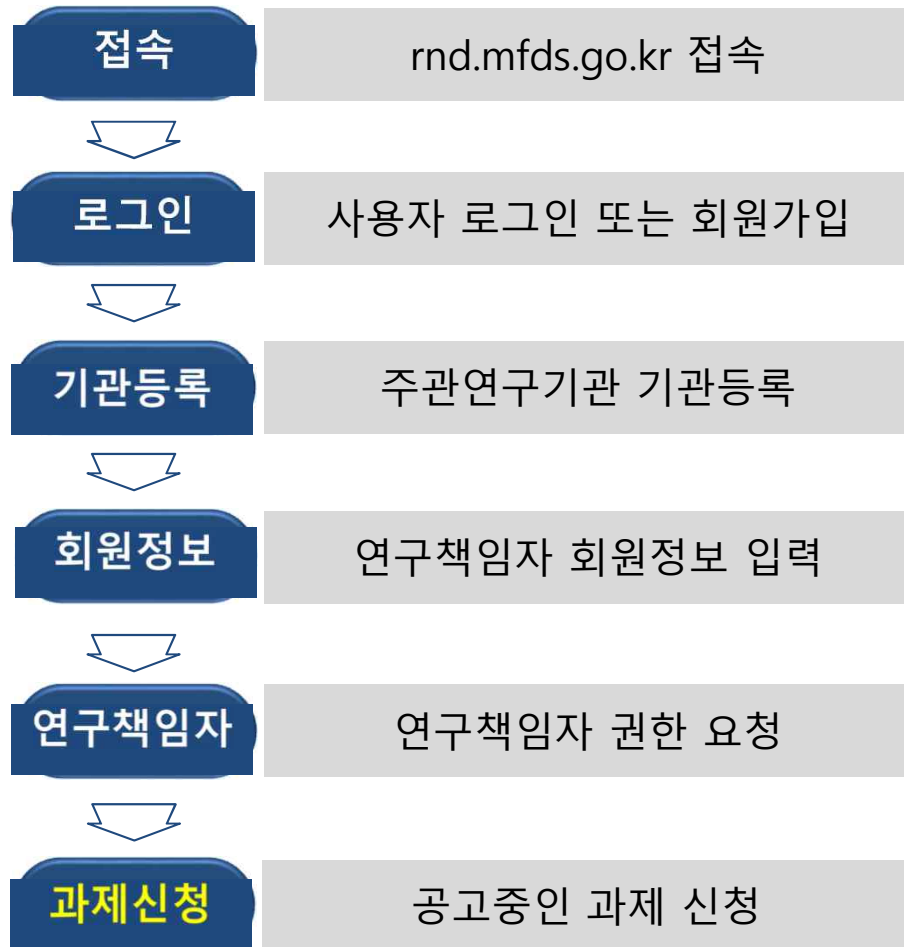 접속
rnd.mfds.go.kr 접속
로그인
사용자 로그인 또는 회원가입
기관등록
주관연구기관 기관등록
회원정보
연구책임자 회원정보 입력
연구책임자
연구책임자 권한 요청
과제신청
공고중인 과제 신청